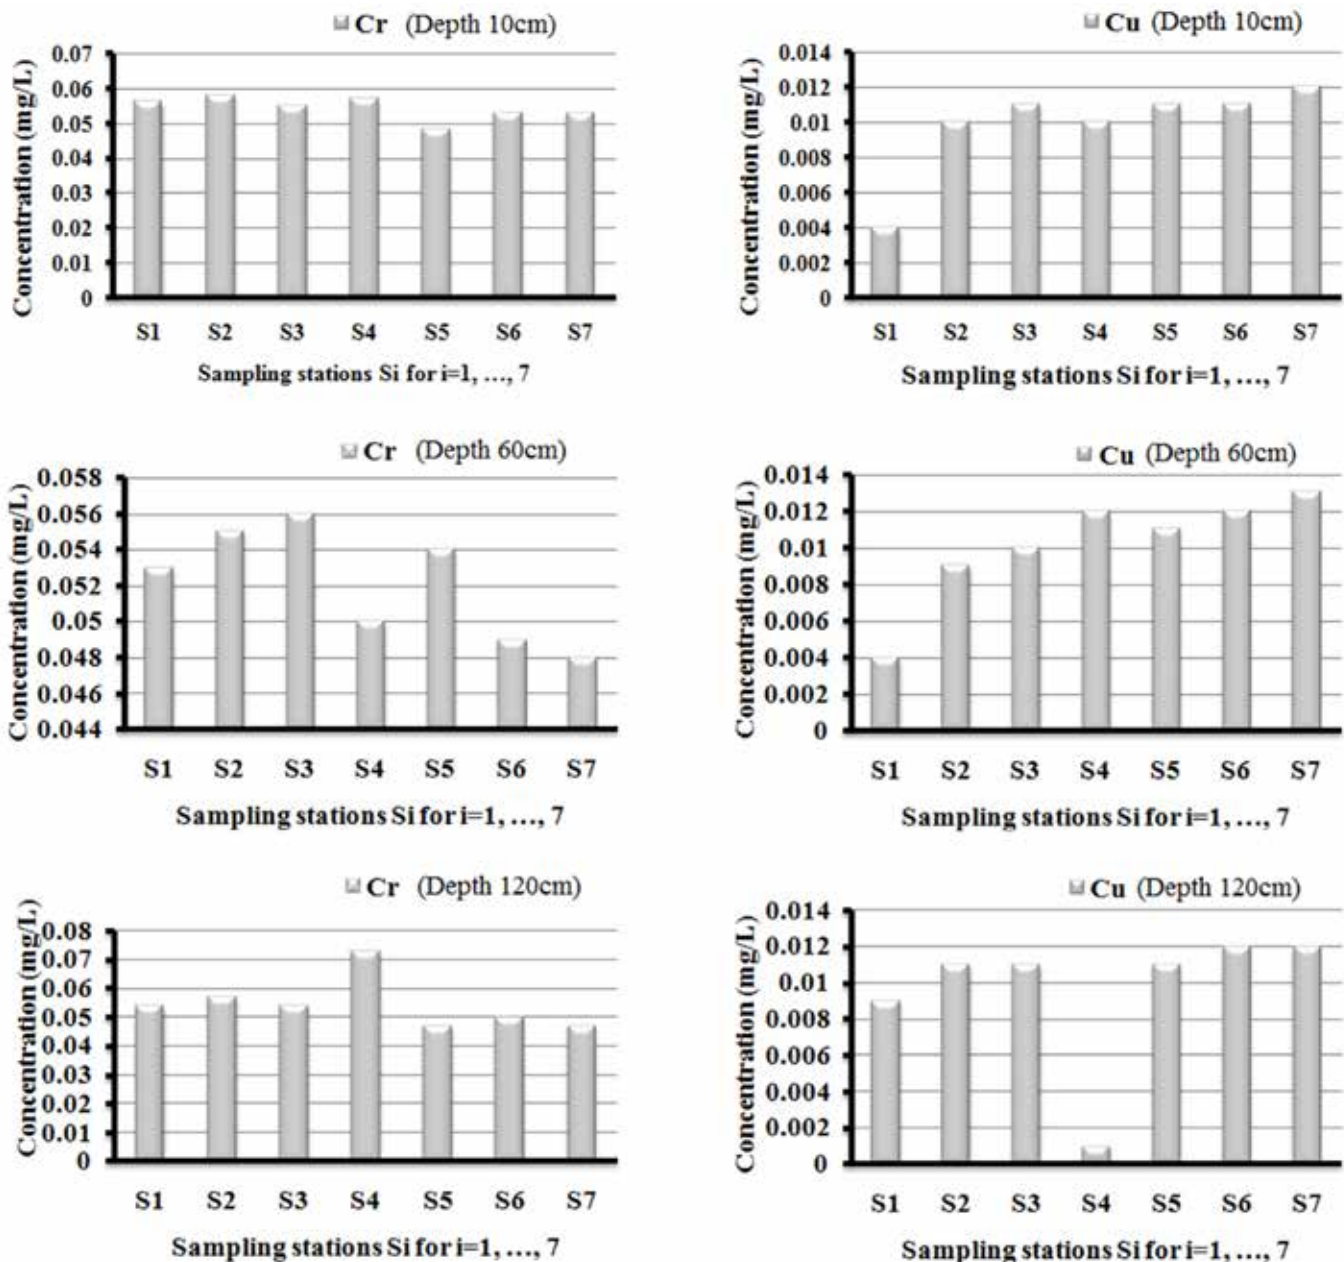 Cr (Depth 10cm)
Concentration (mg/L)
0.07
0.06
0.05
0.04
0.03
0.02
0.01
0
S1 S2 S3 S4 S5 S6 S7
Sampling stations Si for i=1, ..., 7
Cu (Depth 10cm)
Concentration (mg/L)
0.014
0.012
0.01
0.008
0.006
0.004
0.002
0
S1 S2 S3 S4 S5 S6 S7
Sampling stations Si for i=1, ..., 7
Cr (Depth 60cm)
Concentration (mg/L)
0.058
0.056
0.054
0.052
0.05
0.048
0.046
0.044
S1 S2 S3 S4 S5 S6 S7
Sampling stations Si for i=1, ..., 7
Cu (Depth 60cm)
Concentration (mg/L)
0.014
0.012
0.01
0.008
0.006
0.004
0.002
0
S1 S2 S3 S4 S5 S6 S7
Sampling stations Si for i=1, ..., 7
Cr (Depth 120cm)
Concentration (mg/L)
0.08
0.07
0.06
0.05
0.04
0.03
0.02
0.01
0
S1 S2 S3 S4 S5 S6 S7
Sampling stations Si for i=1, ..., 7
Cu (Depth 120cm)
Concentration (mg/L)
0.014
0.012
0.01
0.008
0.006
0.004
0.002
0
S1 S2 S3 S4 S5 S6 S7
Sampling stations Si for i=1, ..., 7